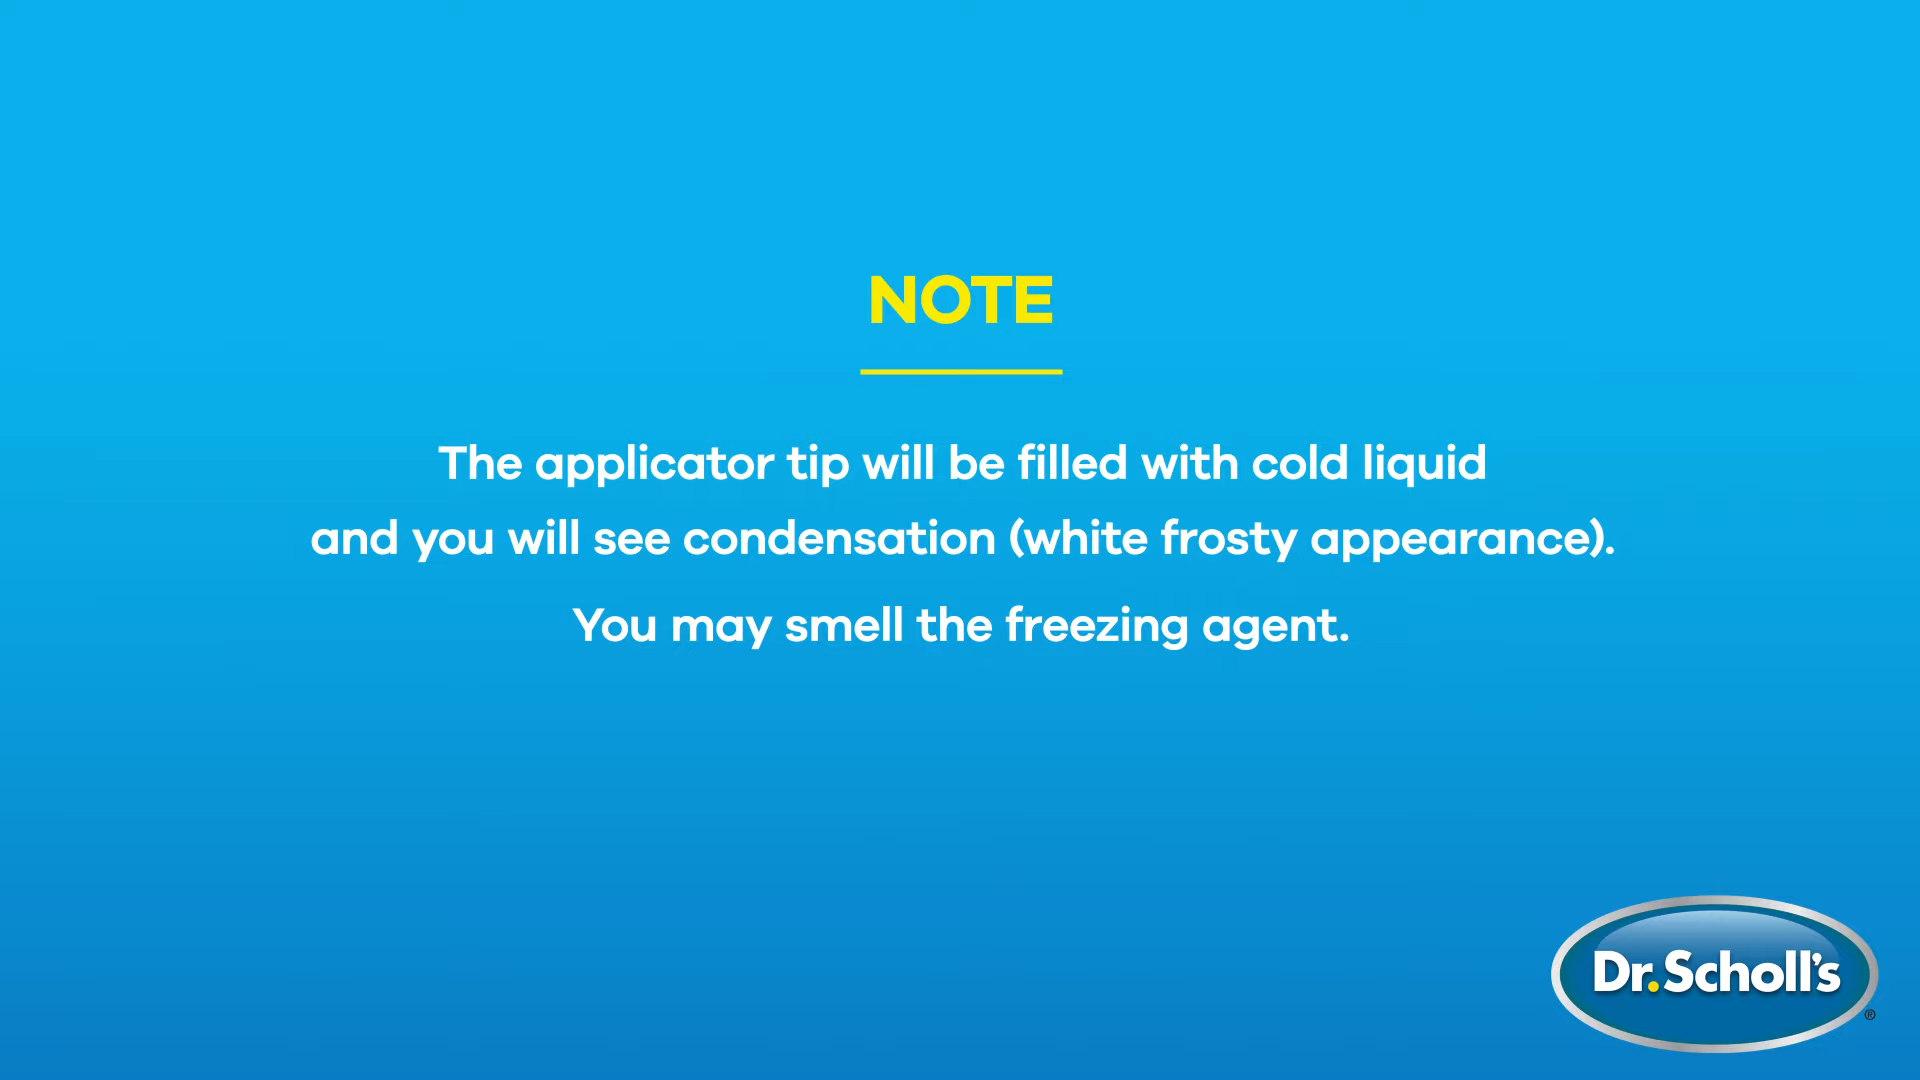 NOTE
The applicator tip will be filled with cold liquid
and you will see condensation (white frosty appearance).
You may smell the freezing agent.
Dr.Scholl's
®